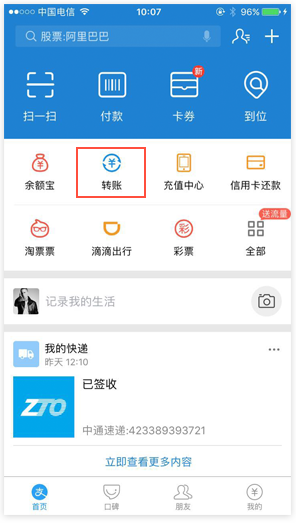 中国电信 10:07 96%
股票:阿里巴巴
新
扫一扫 付款 卡券 到位
余额宝 转账 充值中心 信用卡还款
送流量
淘票票 滴滴出行 彩 彩票 全部
记录我的生活
我的快递
昨天 12:10
已签收
ZTO
中通速递:423389393721
立即查看更多内容
支
首页 口碑 朋友 我的